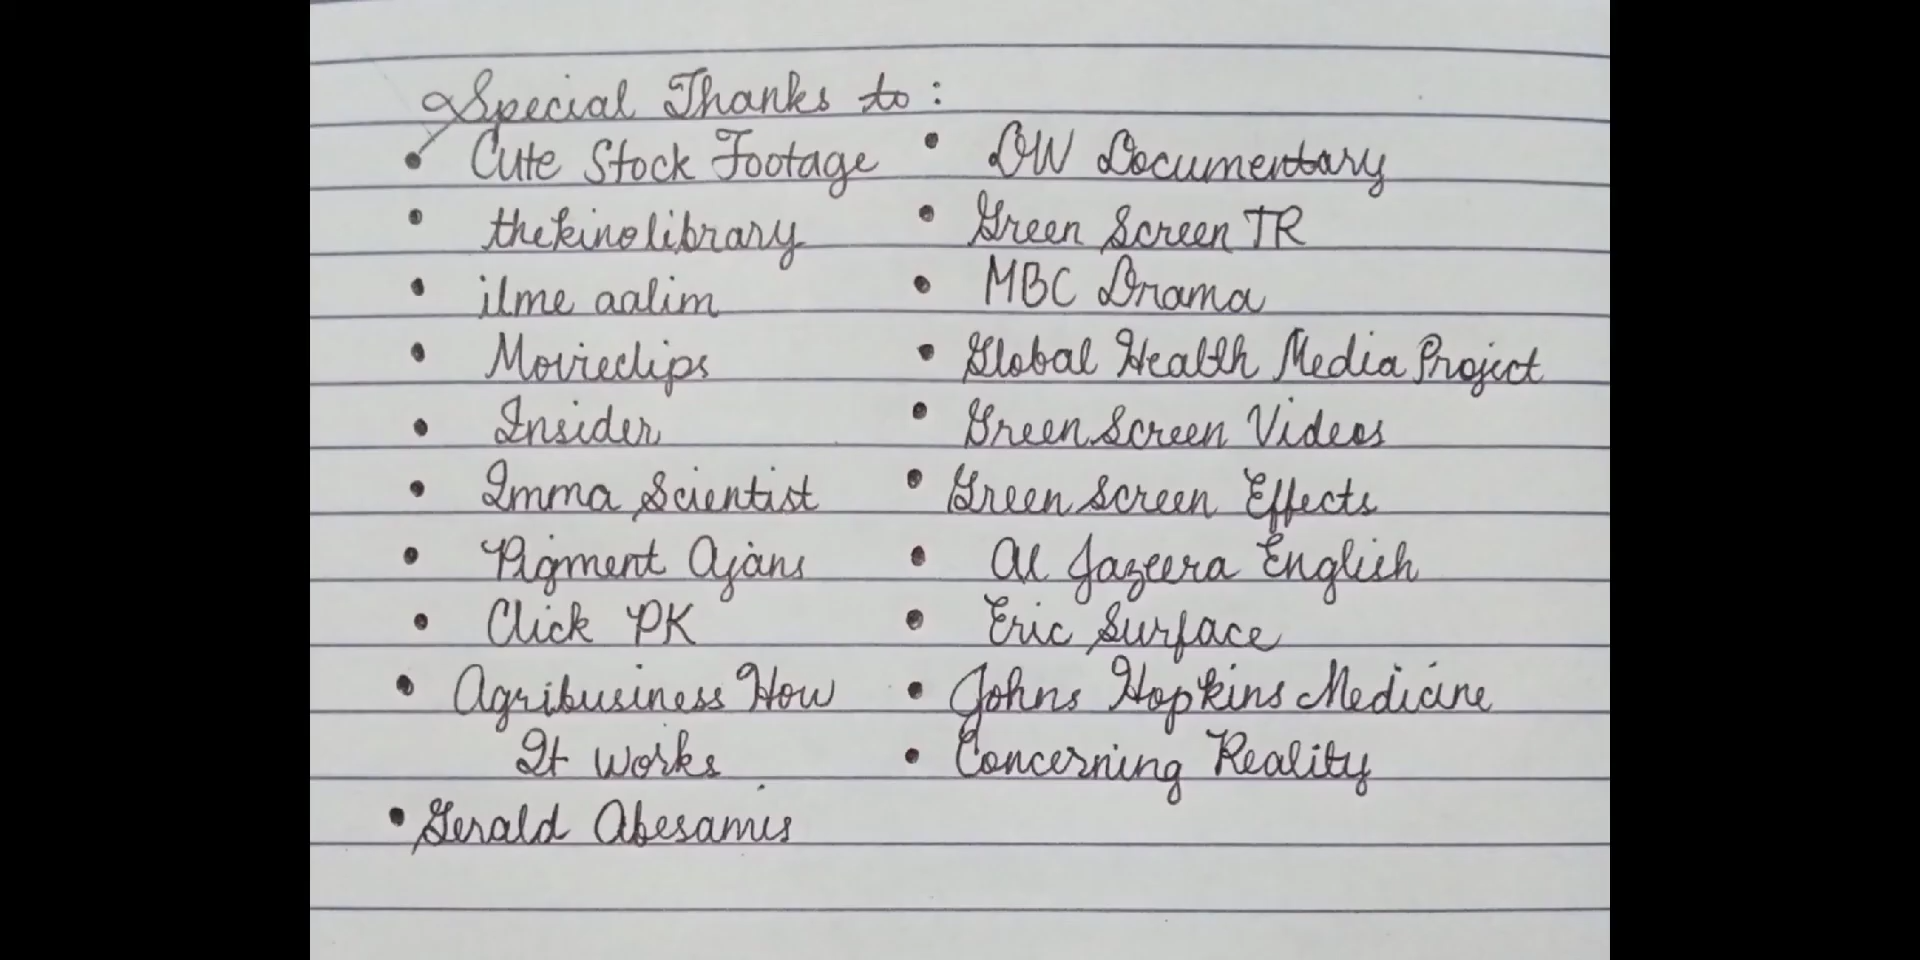 Special Thanks to :
• Cute Stock Footage
• thekinolibrary
• ilme aalim
• Movieclips
• Insider
• Imma Scientist
• Pigment Ajans
• Click PK
• Agribusiness How
It Works
• Gerald Abesamis
• DW Documentary
• Green Screen TR
• MBC Drama
• Global Health Media Project
• Green Screen Videos
• Green Screen Effects
• Al Jazeera English
• Eric Surface
• Johns Hopkins Medicine
• Concerning Reality